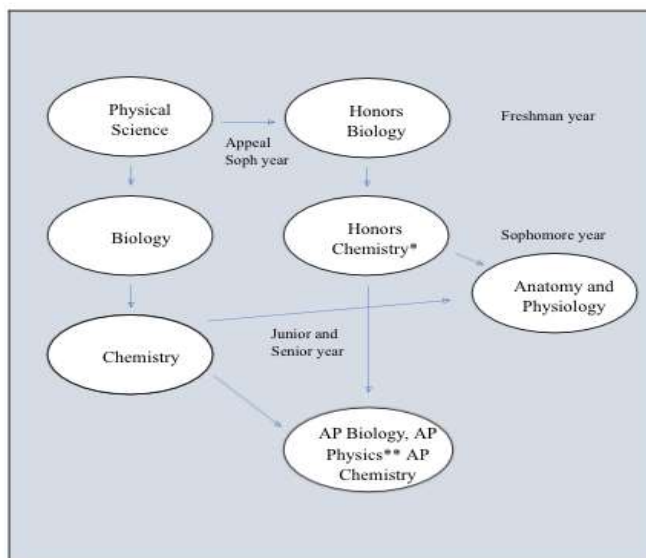 Physical
Science
Honors
Biology
Freshman year
Appeal
Soph year
Biology
Honors
Chemistry*
Sophomore year
Anatomy and
Physiology
Chemistry
Junior and
Senior year
AP Biology, AP
Physics** AP
Chemistry